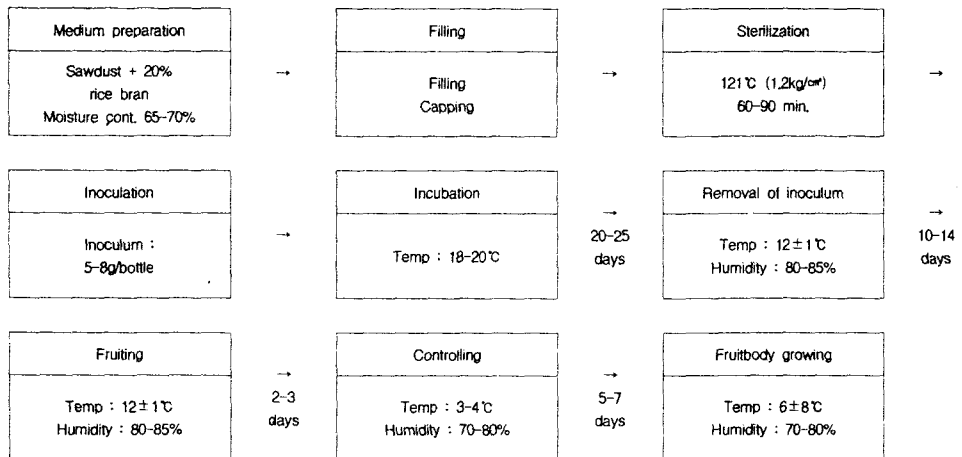 Medium preparation
Sawdust + 20%
rice bran
Moisture cont. 65-70%
→
Filling
Filling
Capping
→
Sterilization
121℃ (1.2kg/cm²)
60-90 min.
→
Inoculation
Inoculum :
5-8g/bottle
→
Incubation
Temp : 18-20℃
→
20-25
days
Removal of inoculum
Temp : 12±1℃
Humidity : 80-85%
→
10-14
days
Fruiting
Temp : 12±1℃
Humidity : 80-85%
→
2-3
days
Controlling
Temp : 3-4℃
Humidity : 70-80%
→
5-7
days
Fruitbody growing
Temp : 6±8℃
Humidity : 70-80%